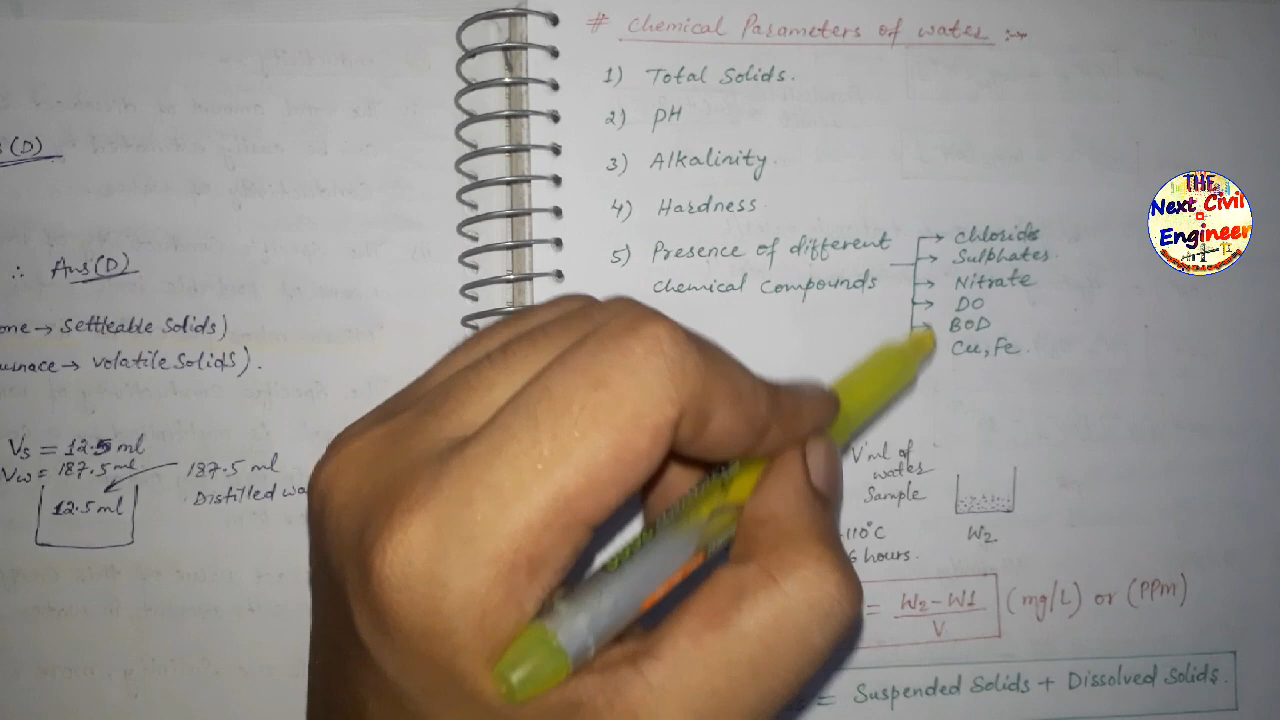 (D)
∴ Ans(D)
→ Settleable Solids)
→ volatile Solids).
Vs = 12.5 ml
Vw = 187.5 ml
187.5 ml
Distilled
12.5 ml
# Chemical Parameters of water :-
1) Total Solids.
2) PH
3) Alkalinity.
4) Hardness.
5) Presence of different
chemical compounds
→ chloride
→ Sulphates.
→ Nitrate
→ DO
→ BOD
Cu, Fe.
V ml of
water
Sample
110°C
6 hours.
W2
= W2 - W1 / V (mg/L) or (PPM)
= Suspended Solids + Dissolved Solids.
THE
Next Civil
Engineer